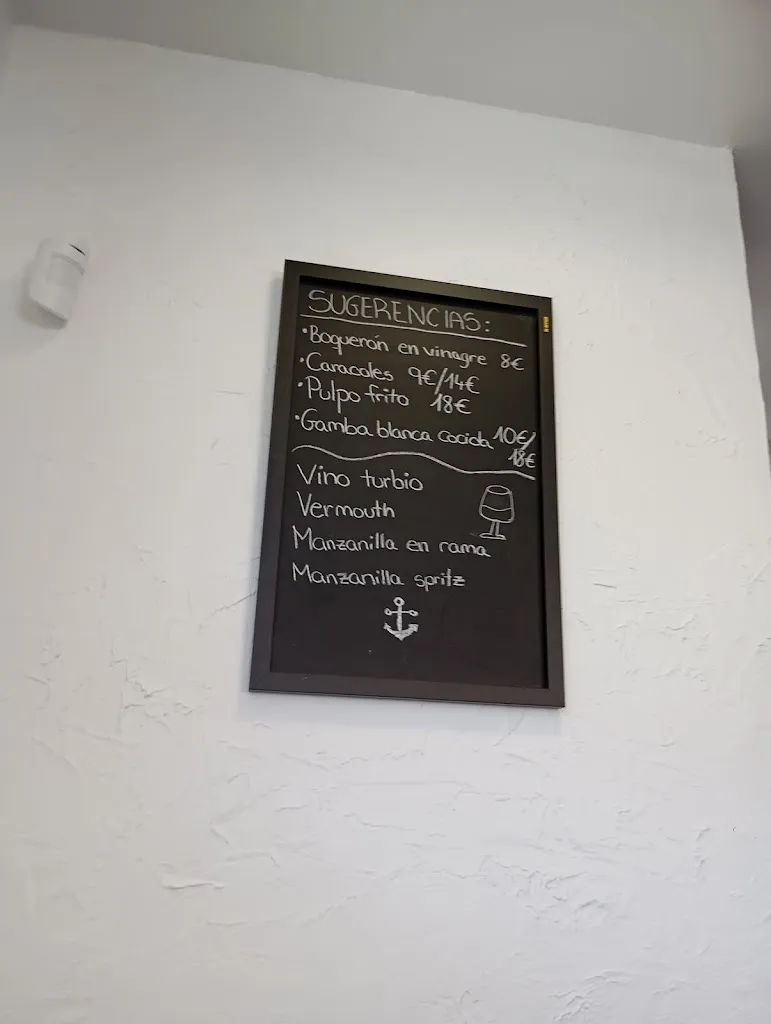 SUGERENCIAS:
·Boquerón en vinagre 8€
·Caracoles 9€/14€
·Pulpo frito 18€
·Gamba blanca cocida 10€/
18€
Vino turbio
Vermouth
Manzanilla en rama
Manzanilla spritz